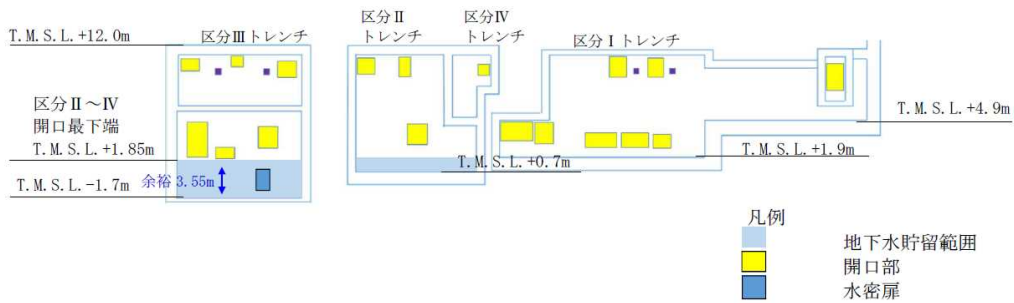 T.M.S.L.+12.0m
区分Ⅲトレンチ
区分Ⅱ
トレンチ
区分Ⅳ
トレンチ
区分Ⅰトレンチ
区分Ⅱ～Ⅳ
開口最下端
T.M.S.L.+1.85m
T.M.S.L.-1.7m
余裕 3.55m
T.M.S.L.+0.7m
T.M.S.L.+1.9m
T.M.S.L.+4.9m
凡例
地下水貯留範囲
開口部
水密扉